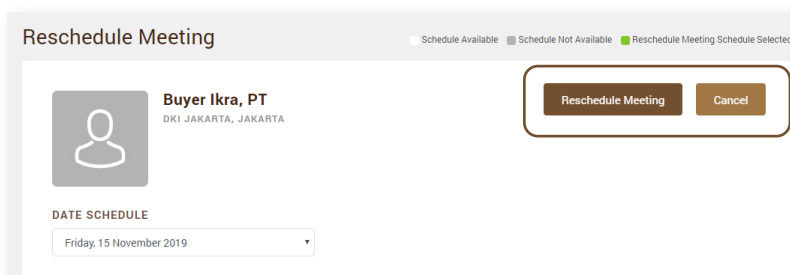 Reschedule Meeting
Schedule Available Schedule Not Available Reschedule Meeting Schedule Selected
Buyer Ikra, PT
DKI JAKARTA, JAKARTA
Reschedule Meeting Cancel
DATE SCHEDULE
Friday, 15 November 2019